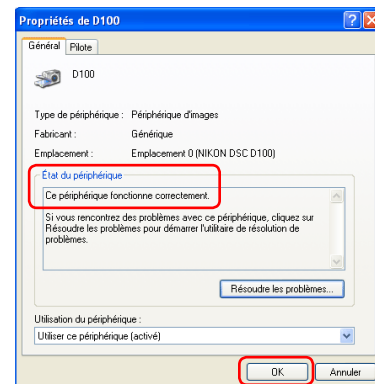 Propriétés de D100
Général Pilote
D100
Type de périphérique : Périphérique d'images
Fabricant : Générique
Emplacement : Emplacement 0 (NIKON DSC D100)
État du périphérique
Ce périphérique fonctionne correctement.
Si vous rencontrez des problèmes avec ce périphérique, cliquez sur
Résoudre les problèmes pour démarrer l'utilitaire de résolution de
problèmes.
Résoudre les problèmes...
Utilisation du périphérique :
Utiliser ce périphérique (activé)
OK Annuler